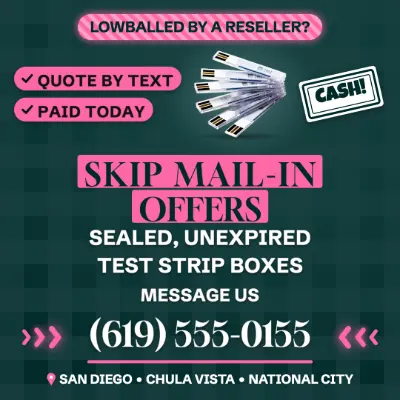 LOWBALLED BY A RESELLER?
QUOTE BY TEXT
PAID TODAY
CASH!
SKIP MAIL-IN
OFFERS
SEALED, UNEXPIRED
TEST STRIP BOXES
MESSAGE US
(619) 555-0155
SAN DIEGO • CHULA VISTA • NATIONAL CITY